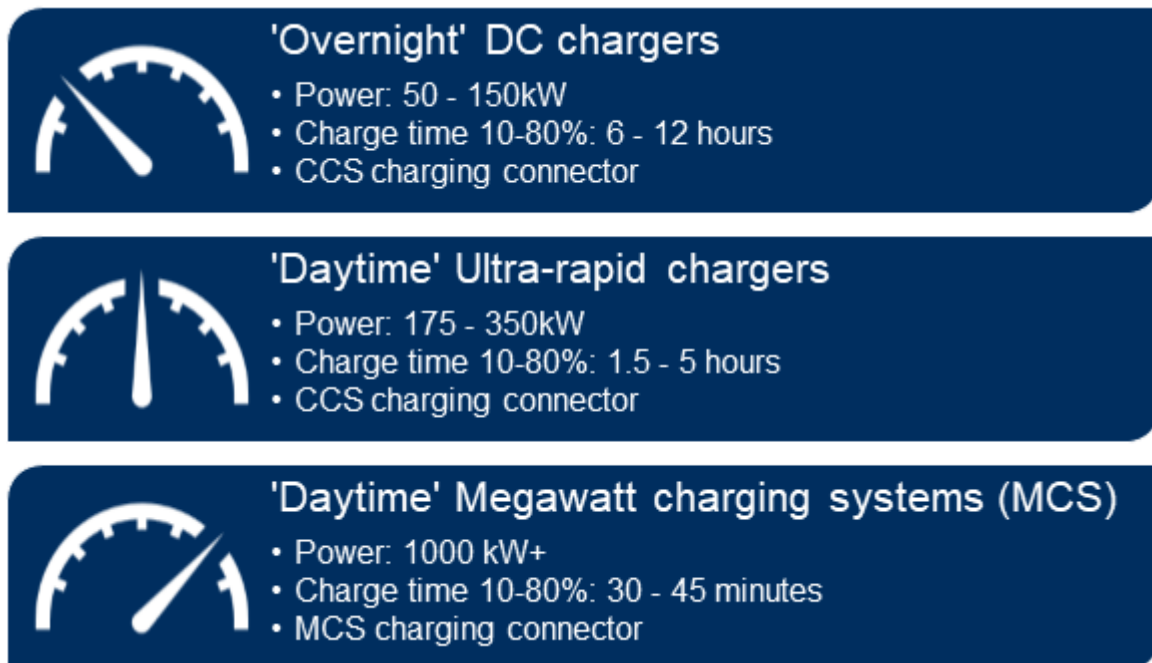 'Overnight' DC chargers
• Power: 50 - 150kW
• Charge time 10-80%: 6 - 12 hours
• CCS charging connector
'Daytime' Ultra-rapid chargers
• Power: 175 - 350kW
• Charge time 10-80%: 1.5 - 5 hours
• CCS charging connector
'Daytime' Megawatt charging systems (MCS)
• Power: 1000 kW+
• Charge time 10-80%: 30 - 45 minutes
• MCS charging connector